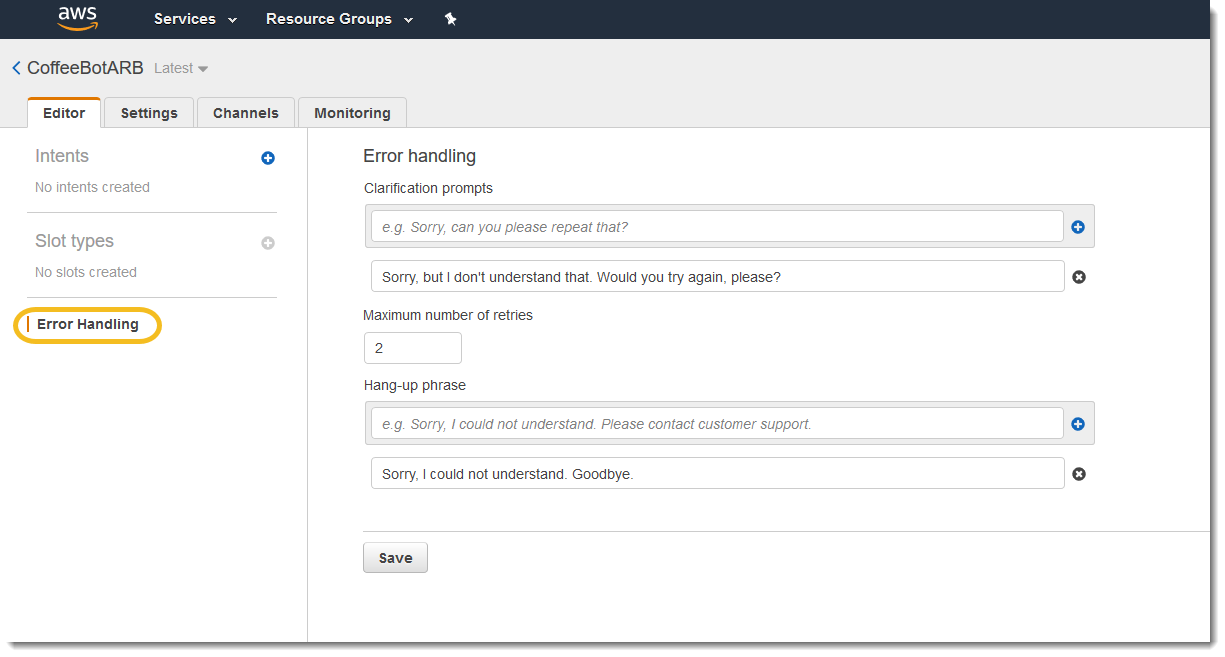 aws Services Resource Groups
CoffeeBotARB Latest
Editor Settings Channels Monitoring
Intents
No intents created
Slot types
No slots created
Error Handling
Error handling
Clarification prompts
e.g. Sorry, can you please repeat that?
Sorry, but I don't understand that. Would you try again, please?
Maximum number of retries
2
Hang-up phrase
e.g. Sorry, I could not understand. Please contact customer support.
Sorry, I could not understand. Goodbye.
Save